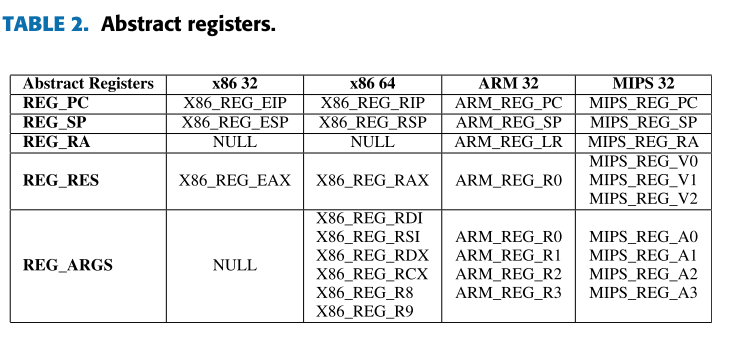 TABLE 2. Abstract registers.
Abstract Registers x86 32 x86 64 ARM 32 MIPS 32
REG_PC X86_REG_EIP X86_REG_RIP ARM_REG_PC MIPS_REG_PC
REG_SP X86_REG_ESP X86_REG_RSP ARM_REG_SP MIPS_REG_SP
REG_RA NULL NULL ARM_REG_LR MIPS_REG_RA
MIPS_REG_V0
REG_RES X86_REG_EAX X86_REG_RAX ARM_REG_R0 MIPS_REG_V1
MIPS_REG_V2
X86_REG_RDI
X86_REG_RSI ARM_REG_R0 MIPS_REG_A0
REG_ARGS NULL X86_REG_RDX ARM_REG_R1 MIPS_REG_A1
X86_REG_RCX ARM_REG_R2 MIPS_REG_A2
X86_REG_R8 ARM_REG_R3 MIPS_REG_A3
X86_REG_R9